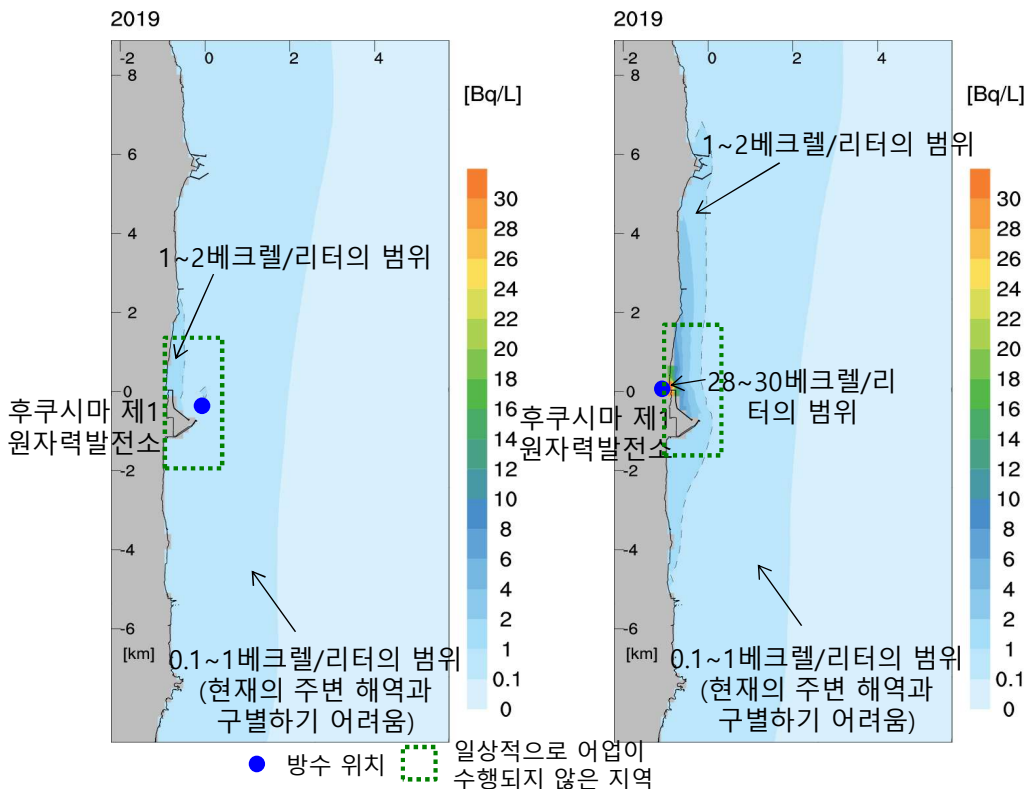 2019
-2
0
2
4
8
[Bq/L]
6
1~2베크렐/리터의 범위
4
2
0
후쿠시마 제1
원자력발전소
-2
-4
-6
[km]
0.1~1베크렐/리터의 범위
(현재의 주변 해역과
구별하기 어려움)
30
28
26
24
22
20
18
16
14
12
10
8
6
4
2
1
0.1
0
2019
-2
0
2
4
8
[Bq/L]
1~2베크렐/리터의 범위
6
4
2
0
28~30베크렐/리
터의 범위
후쿠시마 제1
원자력발전소
-2
-4
-6
[km]
0.1~1베크렐/리터의 범위
(현재의 주변 해역과
구별하기 어려움)
30
28
26
24
22
20
18
16
14
12
10
8
6
4
2
1
0.1
0
방수 위치
일상적으로 어업이
수행되지 않은 지역